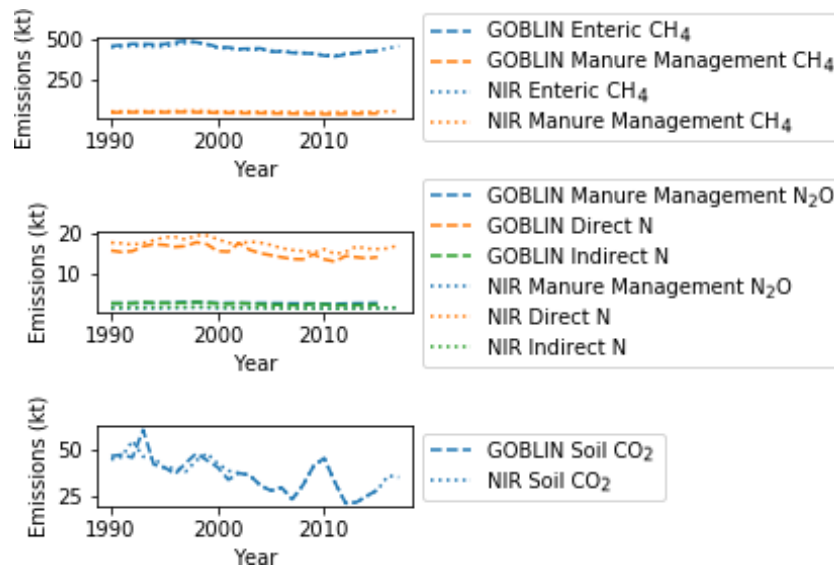 Emissions (kt)
500
250
1990
2000
2010
Year
GOBLIN Enteric CH₄
GOBLIN Manure Management CH₄
NIR Enteric CH₄
NIR Manure Management CH₄
Emissions (kt)
20
10
1990
2000
2010
Year
GOBLIN Manure Management N₂O
GOBLIN Direct N
GOBLIN Indirect N
NIR Manure Management N₂O
NIR Direct N
NIR Indirect N
Emissions (kt)
50
25
1990
2000
2010
Year
GOBLIN Soil CO₂
NIR Soil CO₂